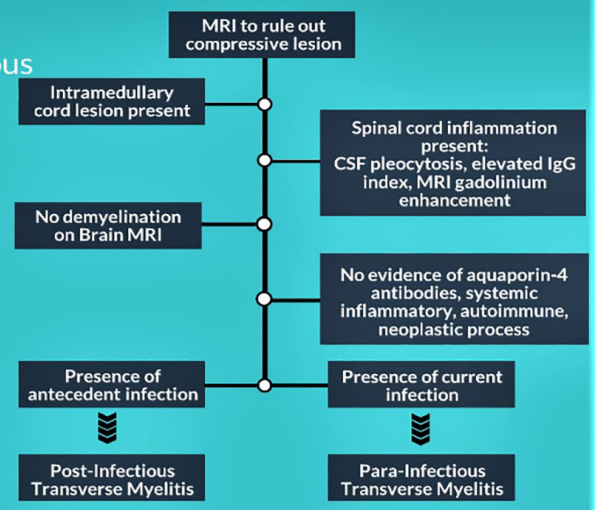 MRI to rule out
compressive lesion
ous
Intramedullary
cord lesion present
Spinal cord inflammation
present:
CSF pleocytosis, elevated IgG
index, MRI gadolinium
enhancement
No demyelination
on Brain MRI
No evidence of aquaporin-4
antibodies, systemic
inflammatory, autoimmune,
neoplastic process
Presence of
antecedent infection
Presence of current
infection
Post-Infectious
Transverse Myelitis
Para-Infectious
Transverse Myelitis